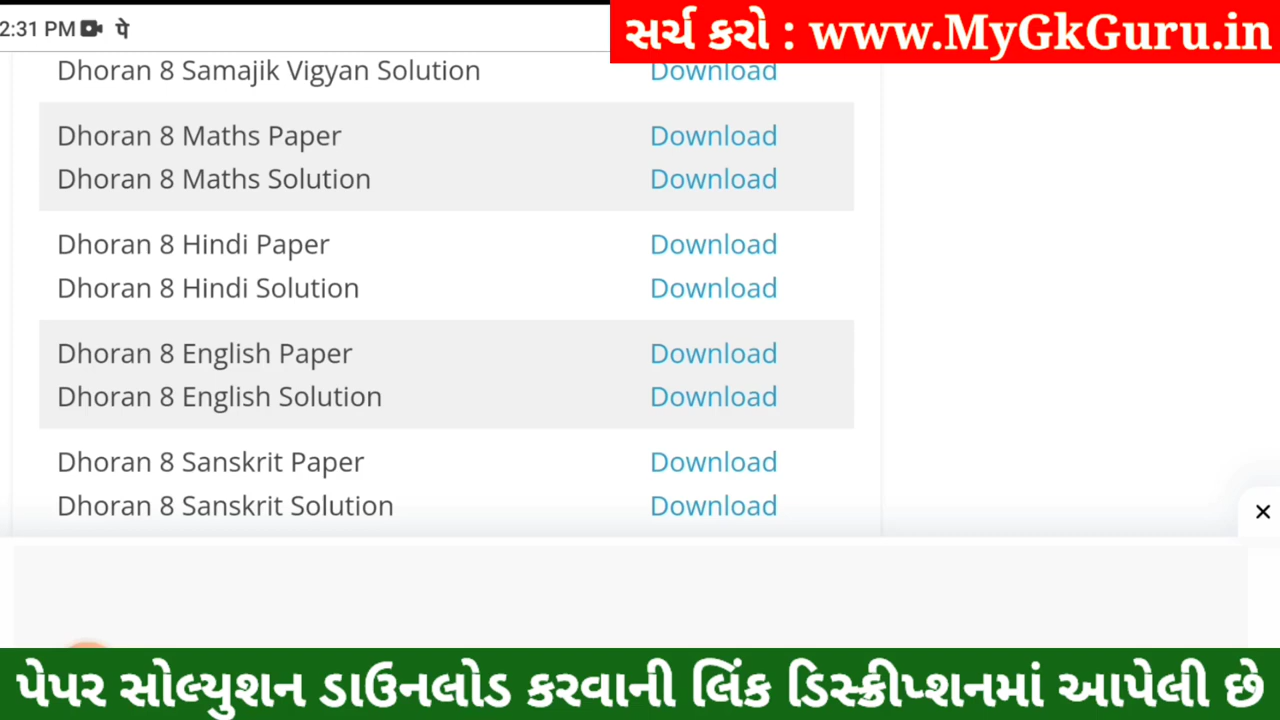 2:31 PM पे
સર્ચ કરો : www.MyGkGuru.in
Dhoran 8 Samajik Vigyan Solution Download
Dhoran 8 Maths Paper Download
Dhoran 8 Maths Solution Download
Dhoran 8 Hindi Paper Download
Dhoran 8 Hindi Solution Download
Dhoran 8 English Paper Download
Dhoran 8 English Solution Download
Dhoran 8 Sanskrit Paper Download
Dhoran 8 Sanskrit Solution Download
પેપર સોલ્યુશન ડાઉનલોડ કરવાની લિંક ડિસ્ક્રીપ્શનમાં આપેલી છે